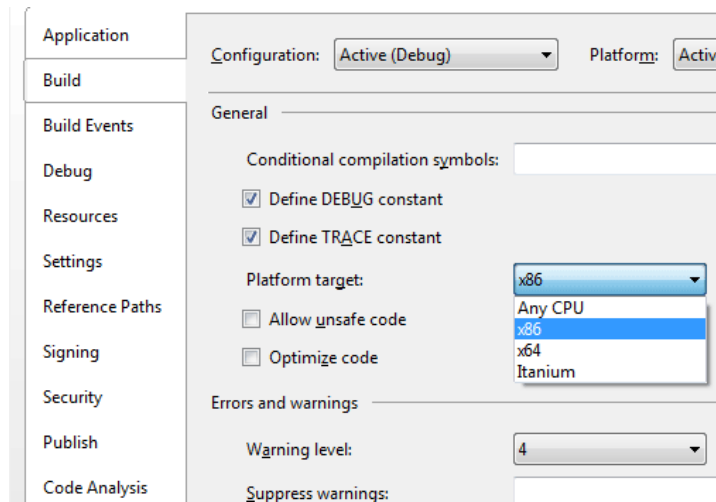 Application
Build
Build Events
Debug
Resources
Settings
Reference Paths
Signing
Security
Publish
Code Analysis
Configuration: Active (Debug) Platform: Activ
General
Conditional compilation symbols:
Define DEBUG constant
Define TRACE constant
Platform target: x86
Any CPU
x86
x64
Itanium
Allow unsafe code
Optimize code
Errors and warnings
Warning level: 4
Suppress warnings: